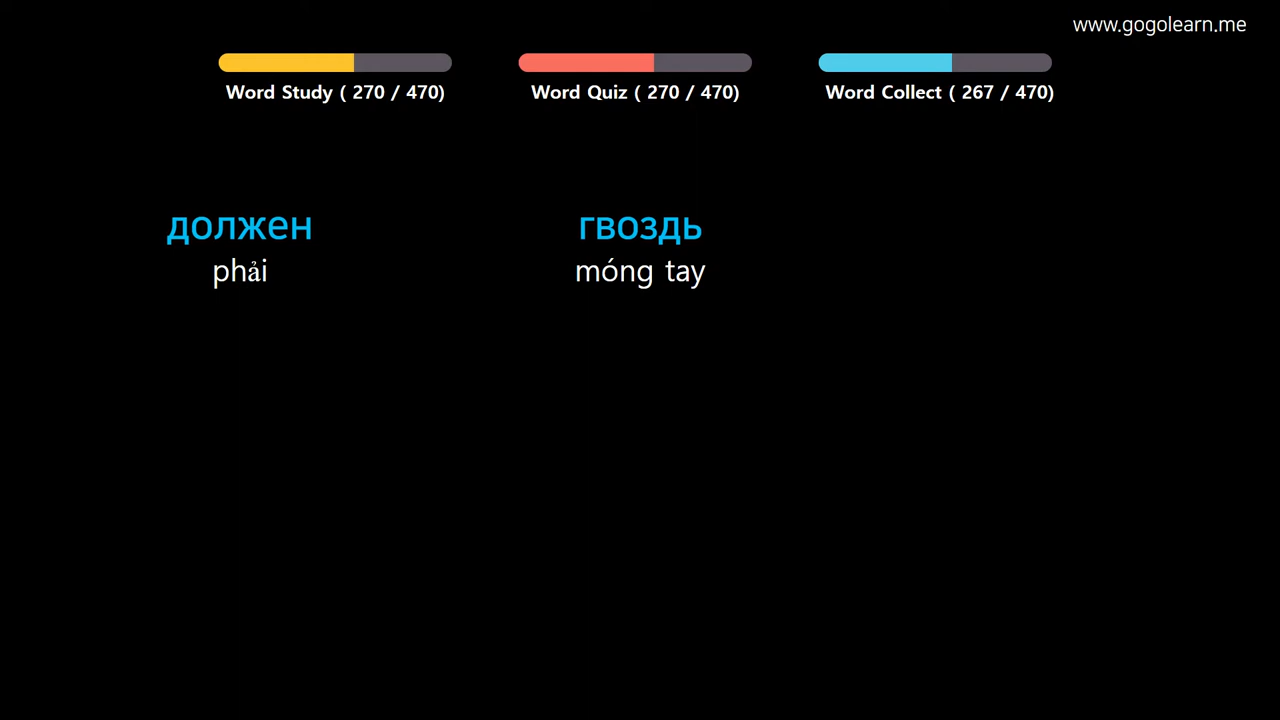 www.gogolearn.me
Word Study ( 270 / 470)
Word Quiz ( 270 / 470)
Word Collect ( 267 / 470)
должен
phải
гвоздь
móng tay